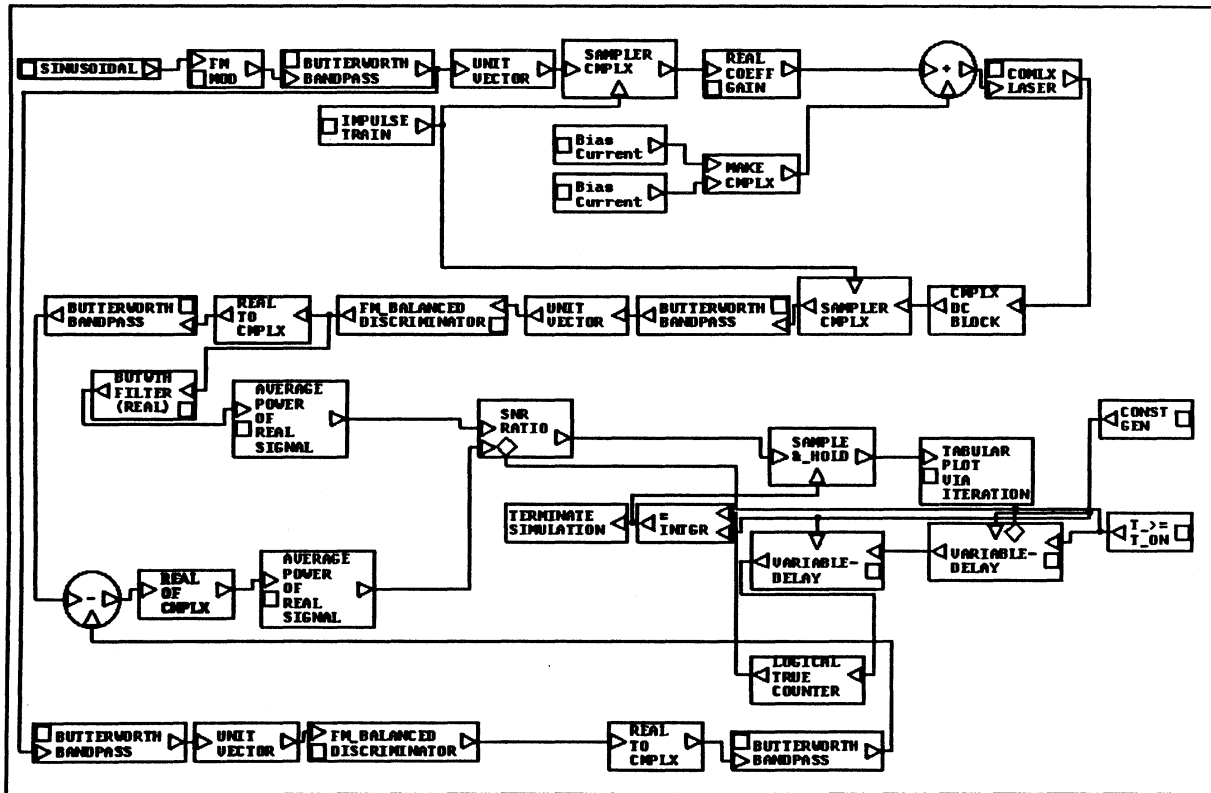 SINUSOIDAL
FM
MOD
BUTTERWORTH
BANDPASS
UNIT
VECTOR
SAMPLER
CMPLX
REAL
COEFF
GAIN
+
COMLX
LASER
IMPULSE
TRAIN
Bias
Current
Bias
Current
MAKE
CMPLX
BUTTERWORTH
BANDPASS
REAL
TO
CMPLX
FM_BALANCED
DISCRIMINATOR
UNIT
VECTOR
BUTTERWORTH
BANDPASS
SAMPLER
CMPLX
CMPLX
DC
BLOCK
BUTWTH
FILTER
(REAL)
AVERAGE
POWER
OF
REAL
SIGNAL
SNR
RATIO
SAMPLE
&_HOLD
TABULAR
PLOT
VIA
ITERATION
CONST
GEN
TERMINATE
SIMULATION
=
INTGR
VARIABLE-
DELAY
VARIABLE-
DELAY
T_>=
T_ON
-
REAL
OF
CMPLX
AVERAGE
POWER
OF
REAL
SIGNAL
LOGICAL
TRUE
COUNTER
BUTTERWORTH
BANDPASS
UNIT
VECTOR
FM_BALANCED
DISCRIMINATOR
REAL
TO
CMPLX
BUTTERWORTH
BANDPASS